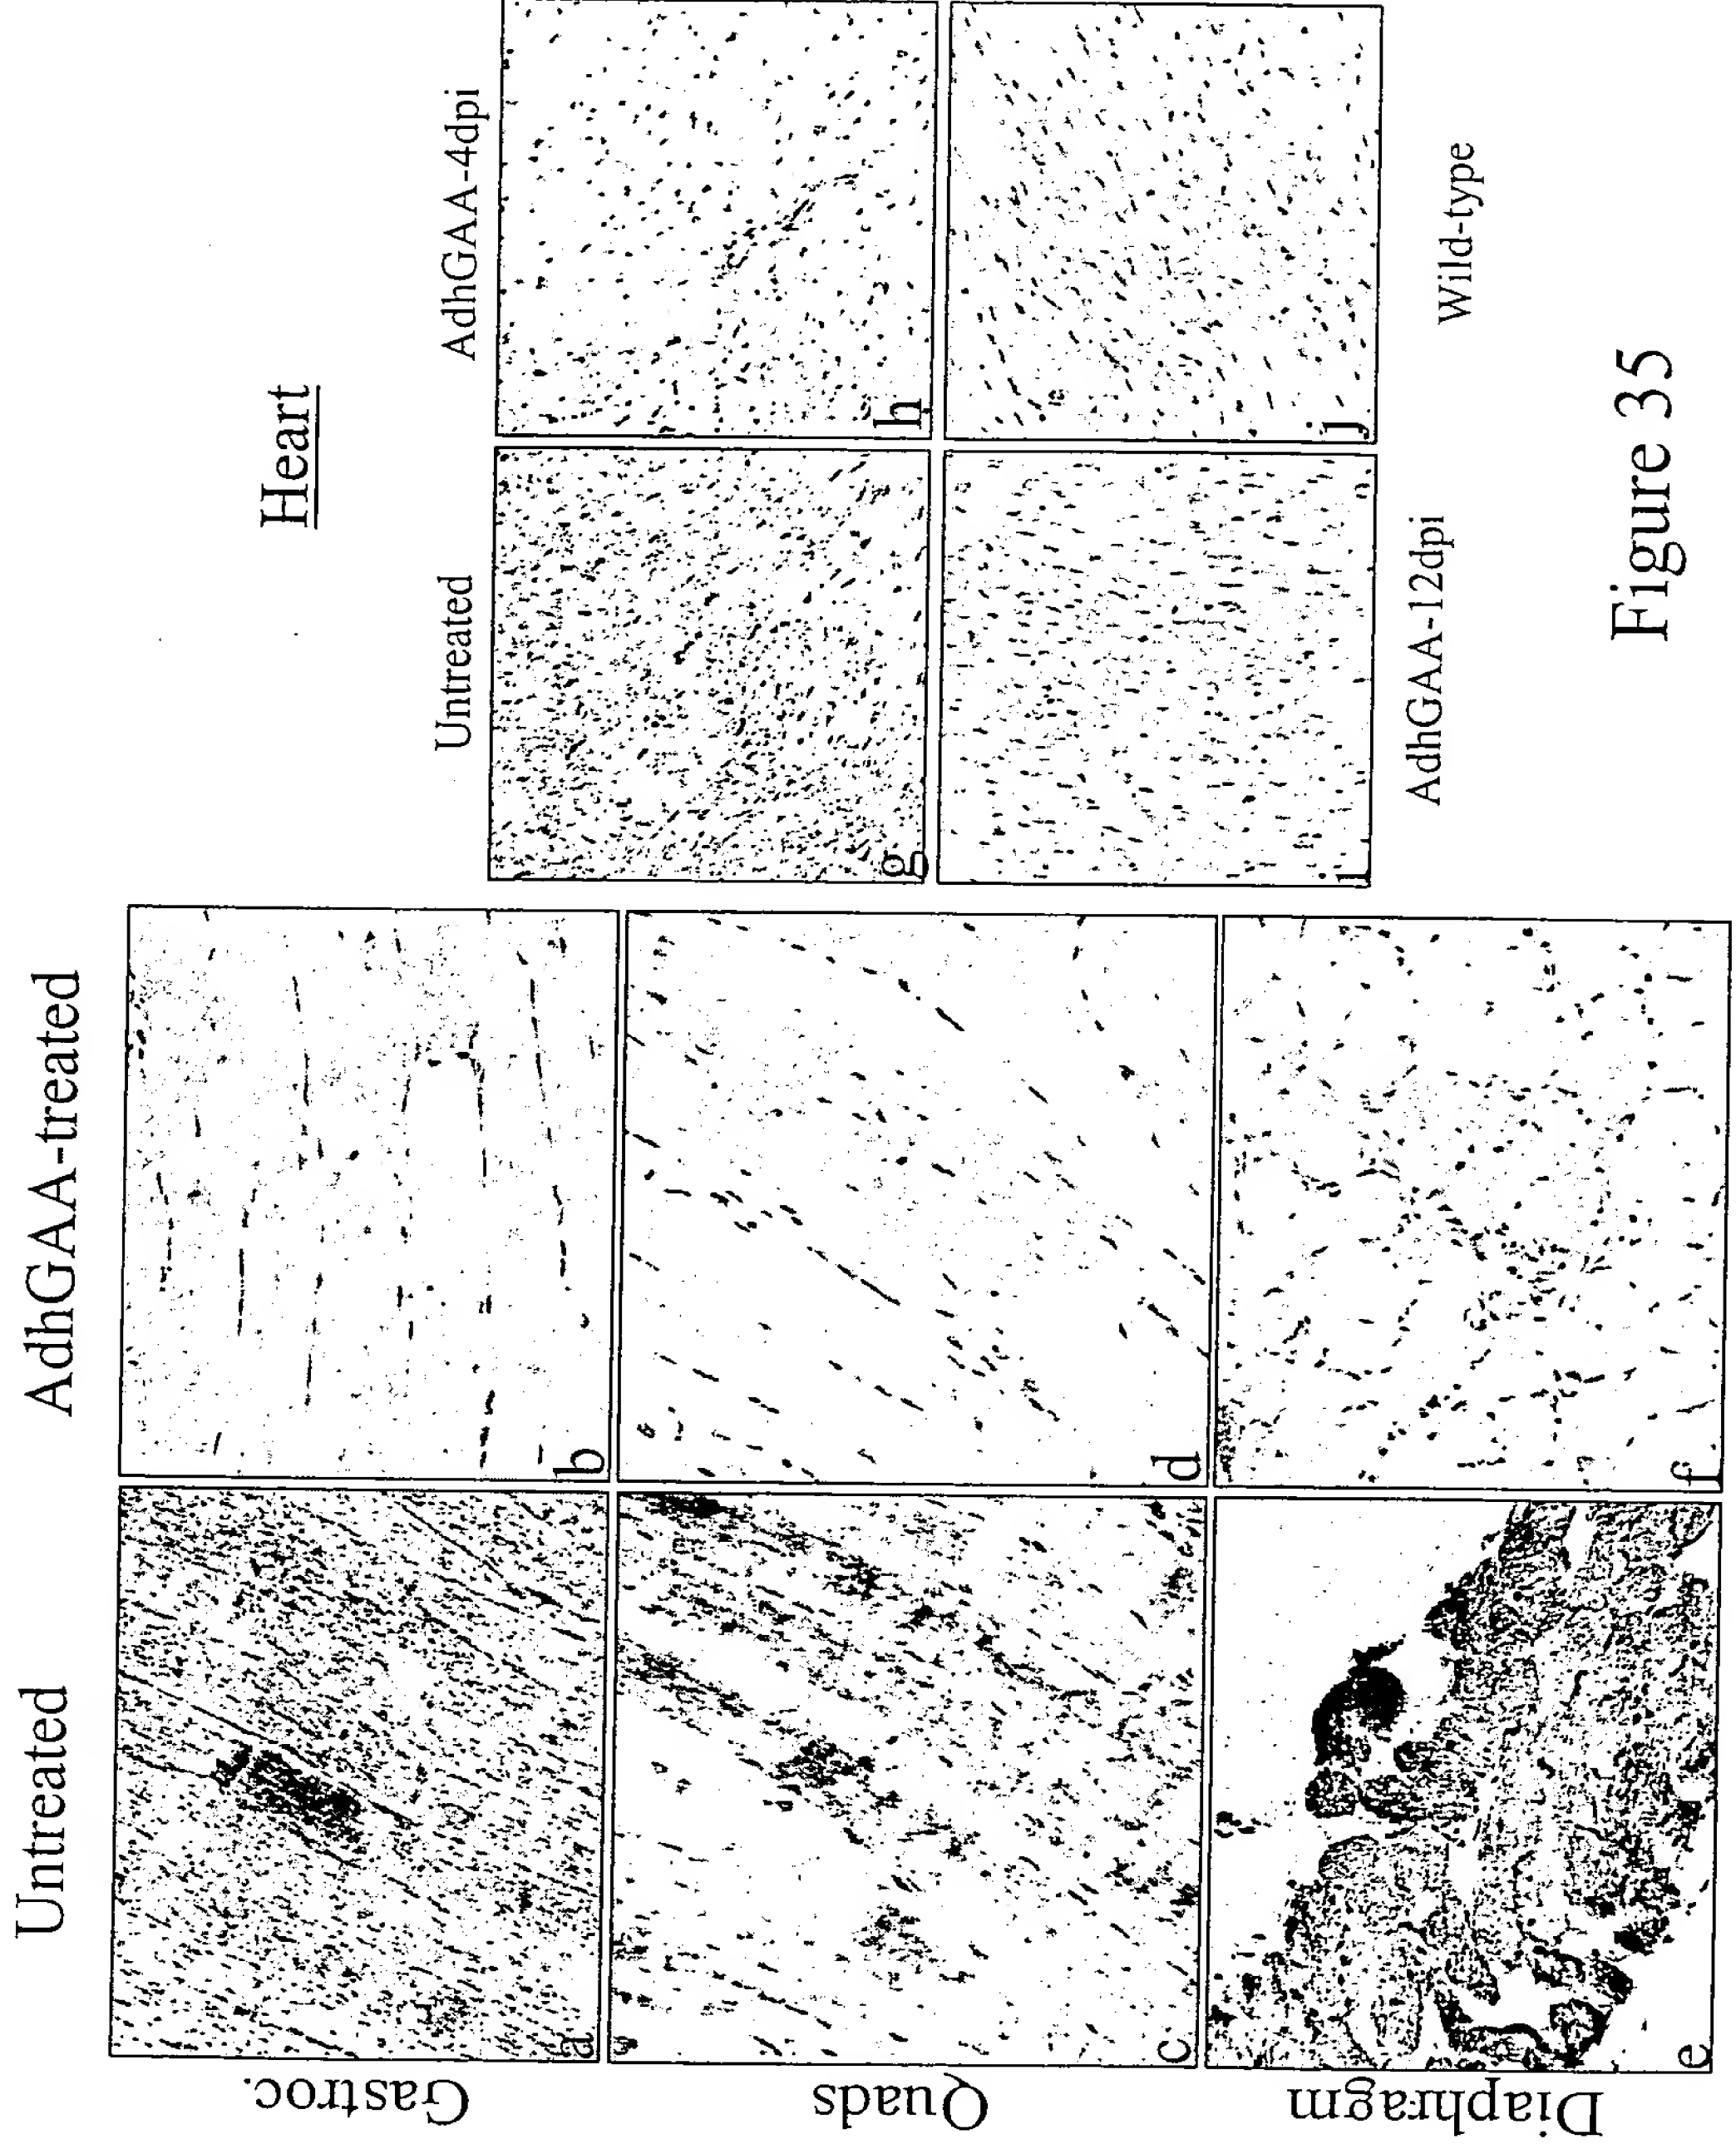 Untreated
AdhGAA-treated
Gastroc.
a
b
Quads
c
d
Diaphragm
e
f
Heart
Untreated
AdhGAA-4dpi
g
h
i
j
AdhGAA-12dpi
Wild-type
Figure 35